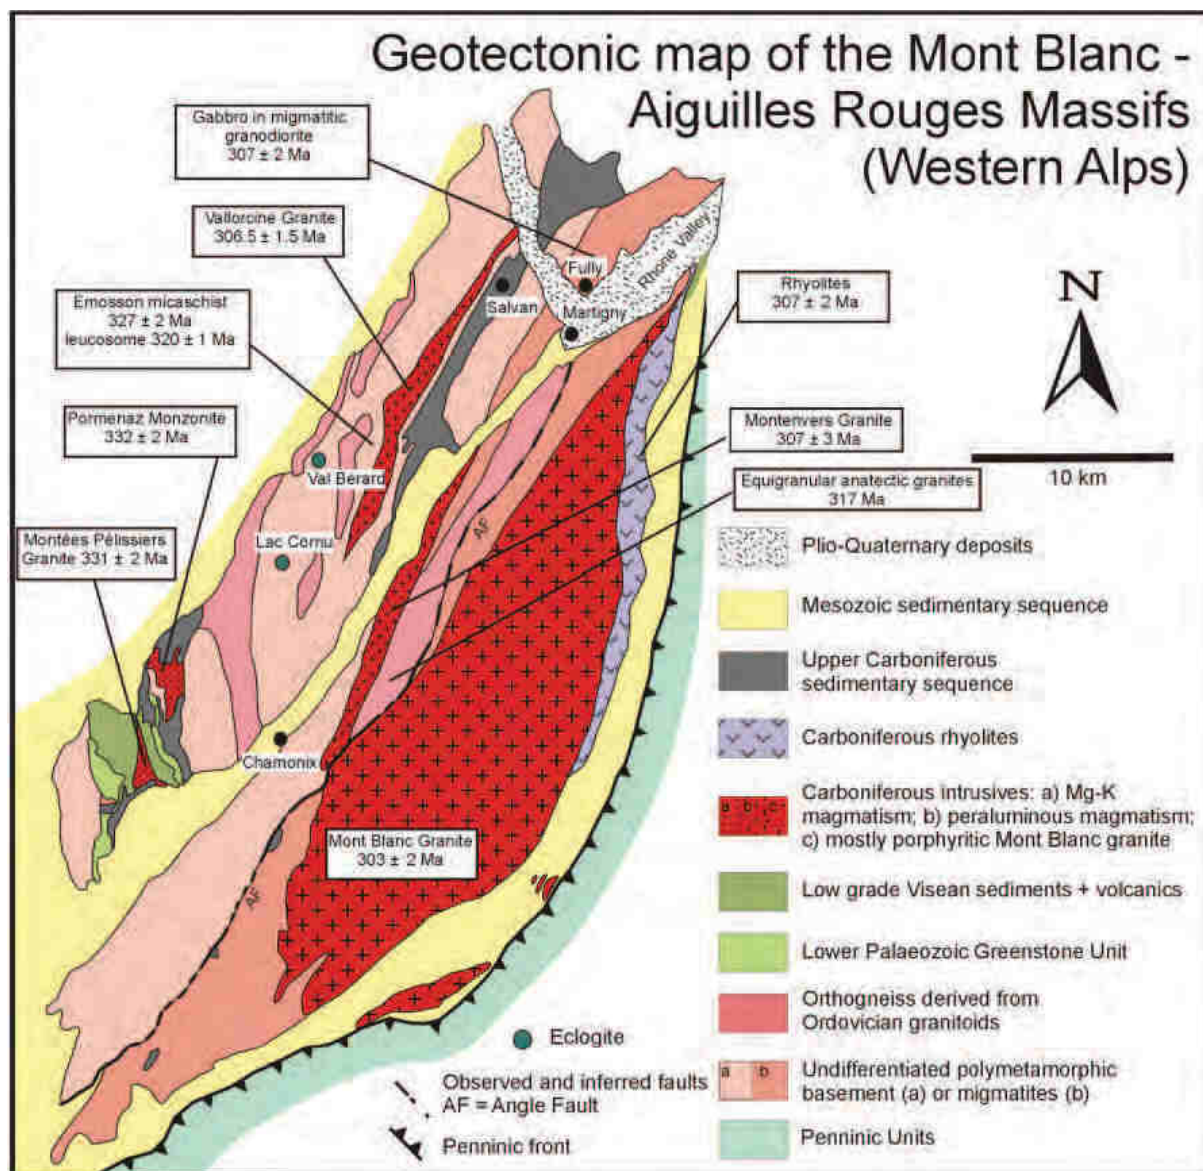 Geotectonic map of the Mont Blanc -
Aiguilles Rouges Massifs
(Western Alps)
Gabbro in migmatitic
granodiorite
307 ± 2 Ma
Vallorcine Granite
306.5 ± 1.5 Ma
Emosson micaschist
327 ± 2 Ma
leucosome 320 ± 1 Ma
Pormenaz Monzonite
332 ± 2 Ma
Montées Pélissiers
Granite 331 ± 2 Ma
Fully
Rhone Valley
Salvan
Martigny
Rhyolites
307 ± 2 Ma
Montenvers Granite
307 ± 3 Ma
Equigranular anatectic granites
317 Ma
Val Bérard
AF
Lac Cornu
Chamonix
Mont Blanc Granite
303 ± 2 Ma
AF
N
10 km
Plio-Quaternary deposits
Mesozoic sedimentary sequence
Upper Carboniferous
sedimentary sequence
Carboniferous rhyolites
a b c
Carboniferous intrusives: a) Mg-K
magmatism; b) peraluminous magmatism;
c) mostly porphyritic Mont Blanc granite
Low grade Visean sediments + volcanics
Lower Palaeozoic Greenstone Unit
Orthogneiss derived from
Ordovician granitoids
a b
Undifferentiated polymetamorphic
basement (a) or migmatites (b)
Penninic Units
Eclogite
Observed and inferred faults
AF = Angle Fault
Penninic front